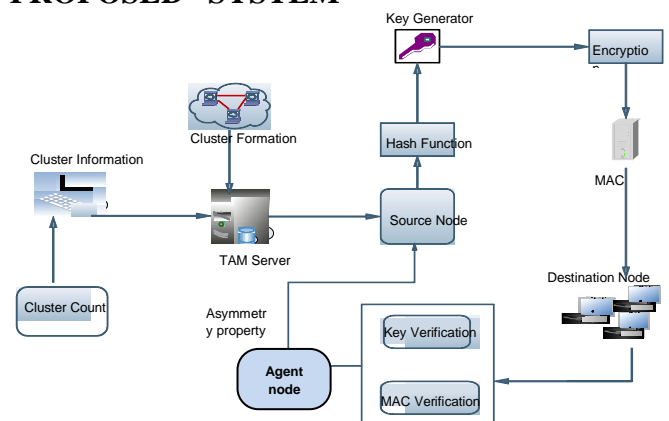 PROPOSED SYSTEM
Key Generator
Encryptio
Cluster Formation
Hash Function
Cluster Information
MAC
Source Node
TAM Server
Destination Node
Cluster Count
Asymmetr
y property
Key Verification
Agent
node
MAC Verification